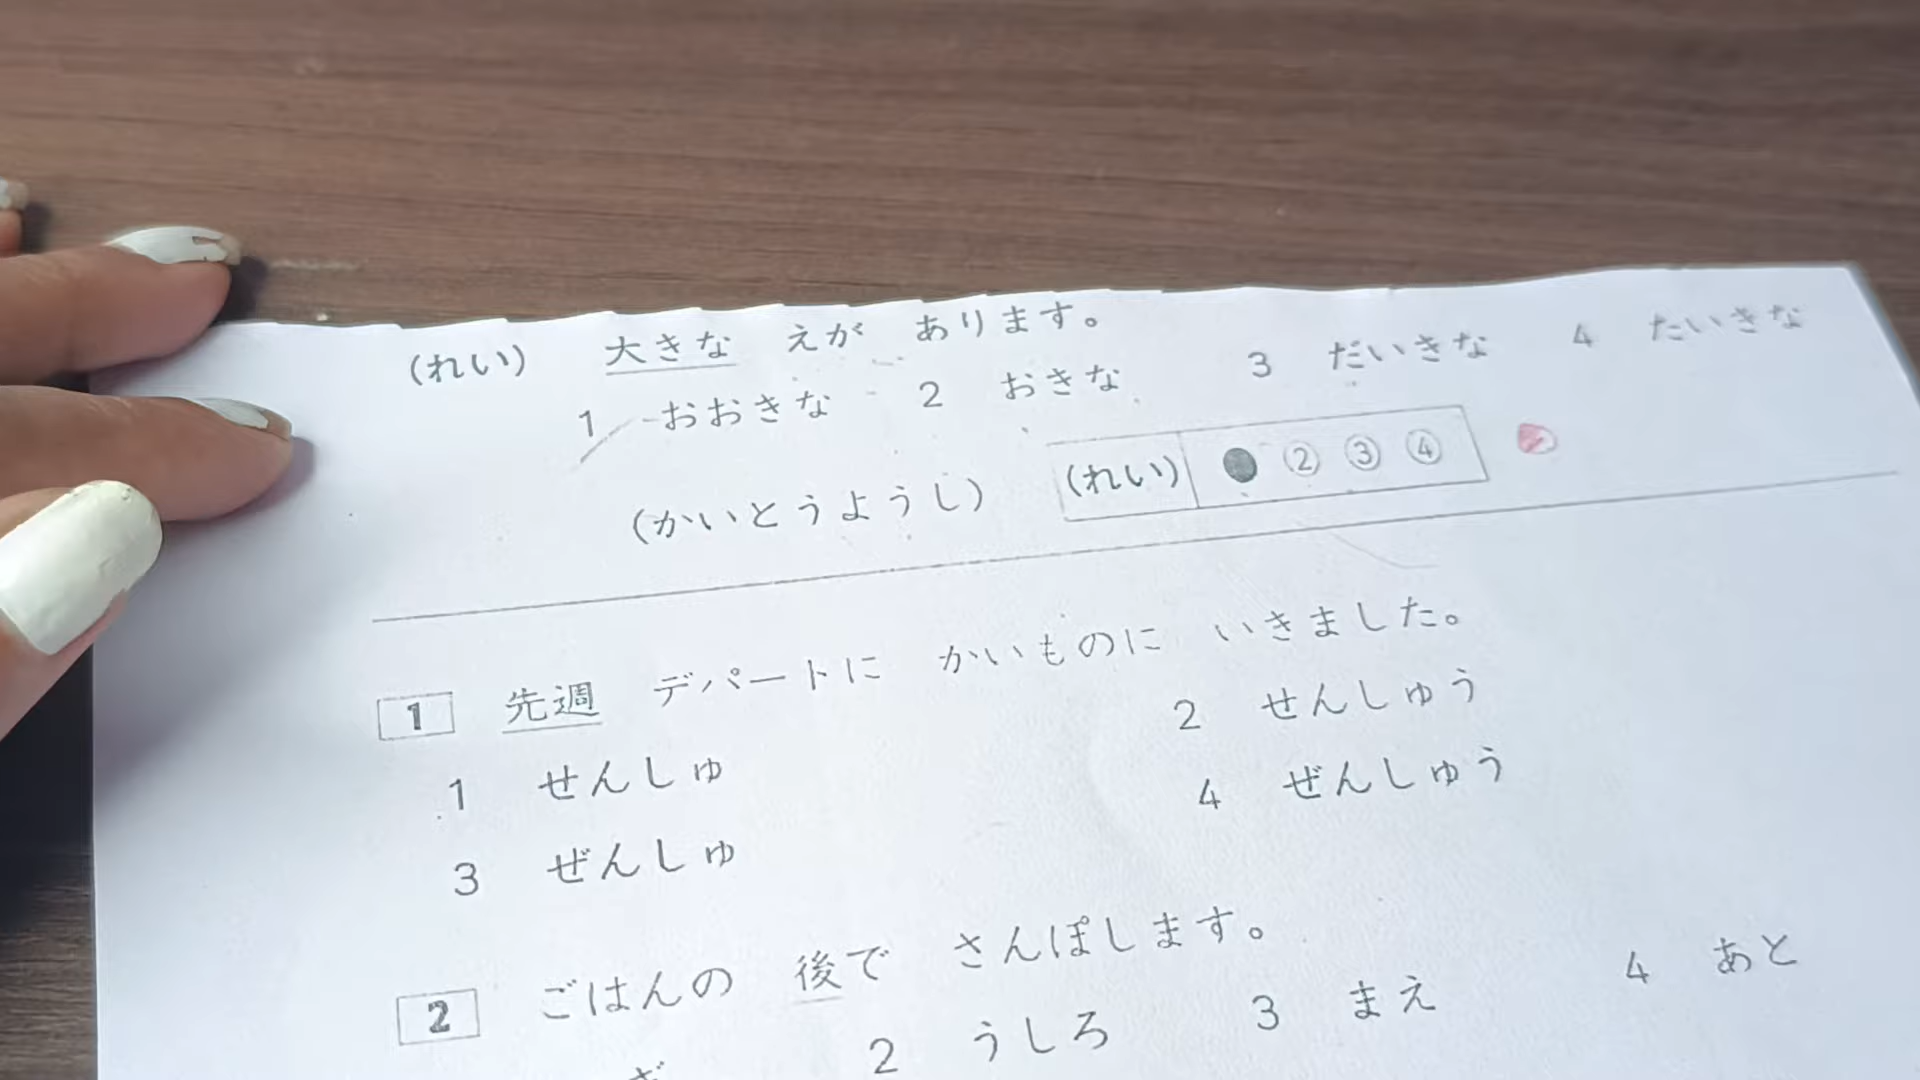 (れい) 大きな えが あります。
1 おおきな 2 おきな 3 だいきな 4 たいきな
(かいとうようし) (れい) ● ② ③ ④
1 先週 デパートに かいものに いきました。
1 せんしゅ 2 せんしゅう
3 ぜんしゅ 4 ぜんしゅう
2 ごはんの 後で さんぽします。
2 うしろ 3 まえ 4 あと